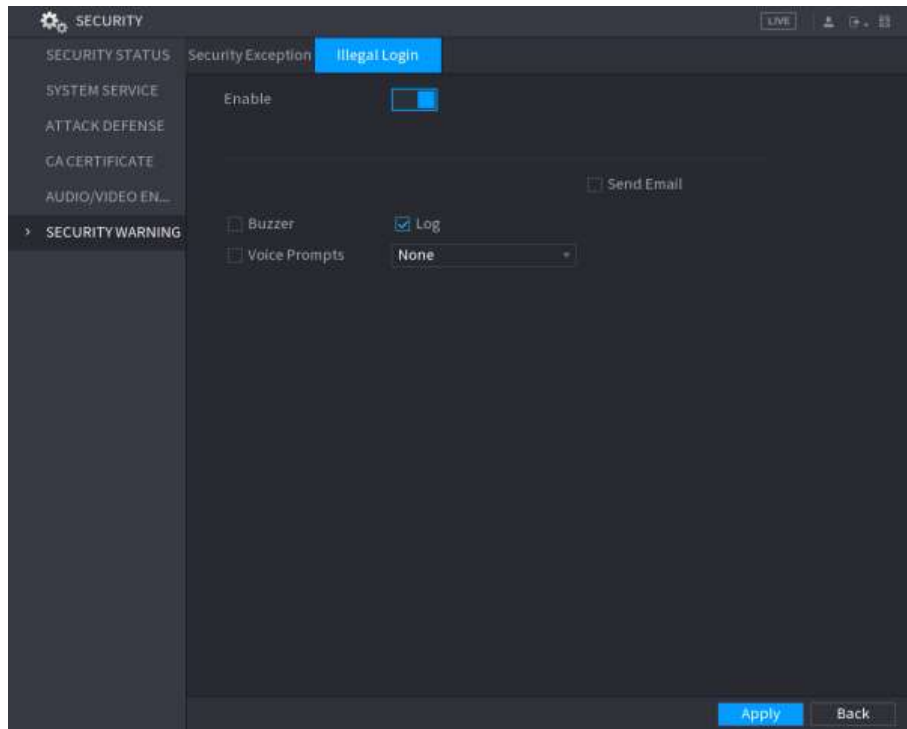 SECURITY
LIVE
SECURITY STATUS
SYSTEM SERVICE
ATTACK DEFENSE
CA CERTIFICATE
AUDIO/VIDEO EN...
SECURITY WARNING
Security Exception
Illegal Login
Enable
Send Email
Buzzer
Log
Voice Prompts
None
Apply
Back